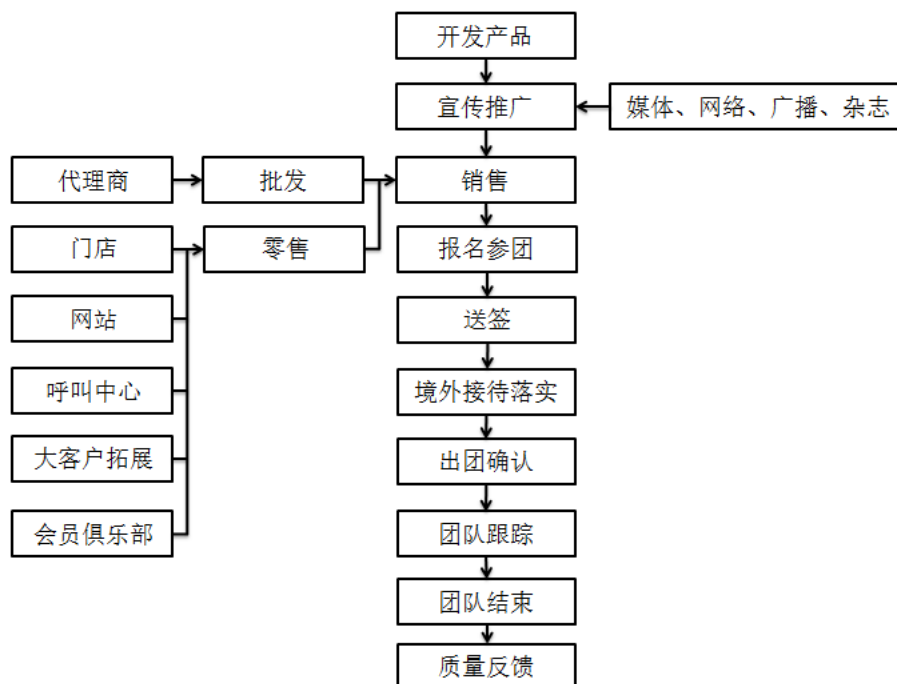 开发产品
宣传推广
媒体、网络、广播、杂志
代理商
批发
销售
门店
零售
报名参团
网站
送签
呼叫中心
境外接待落实
大客户拓展
出团确认
会员俱乐部
团队跟踪
团队结束
质量反馈